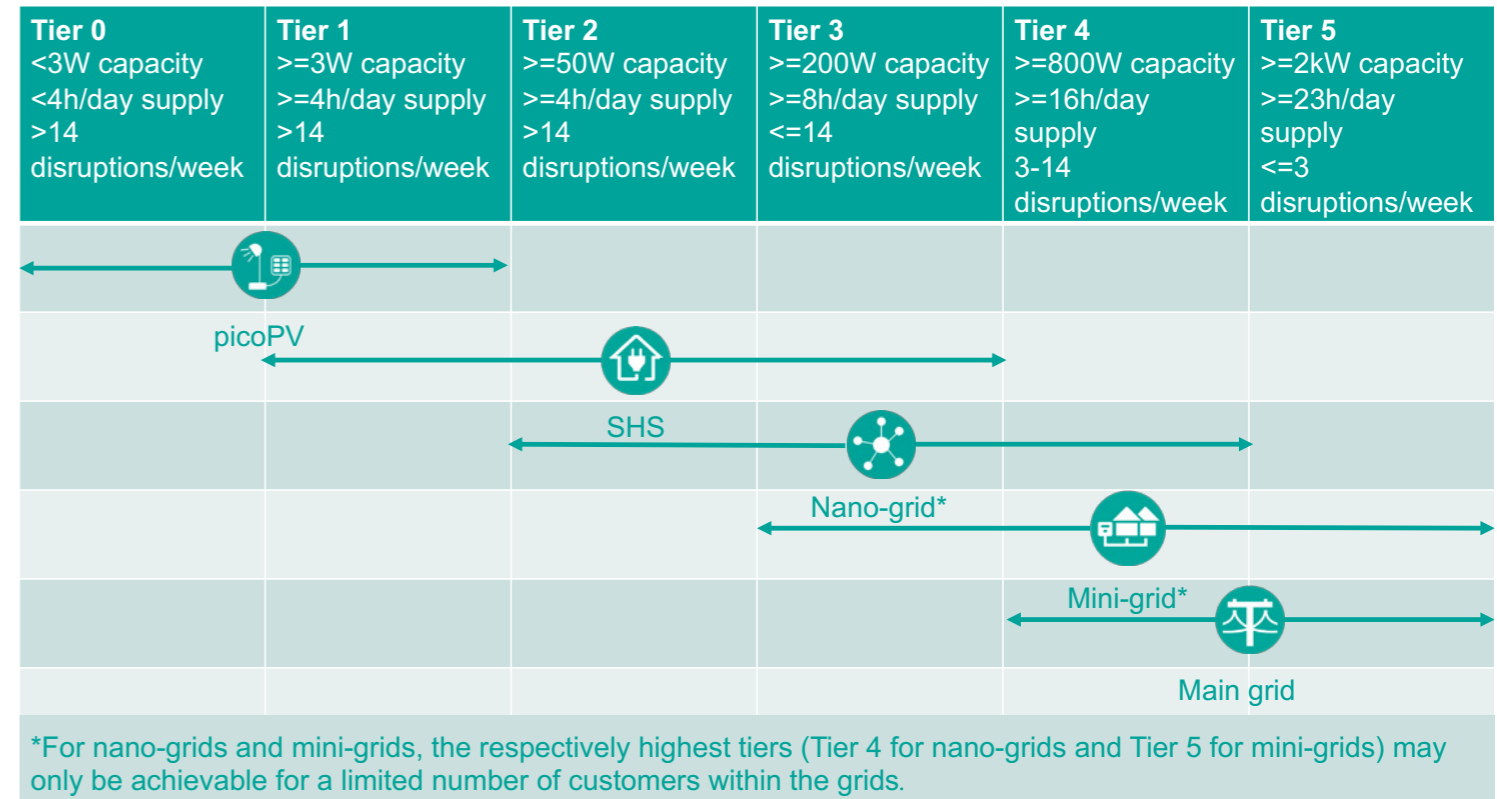 Tier 0
<3W capacity
<4h/day supply
>14
disruptions/week
Tier 1
>=3W capacity
>=4h/day supply
>14
disruptions/week
Tier 2
>=50W capacity
>=4h/day supply
>14
disruptions/week
Tier 3
>=200W capacity
>=8h/day supply
<=14
disruptions/week
Tier 4
>=800W capacity
>=16h/day
supply
3-14
disruptions/week
Tier 5
>=2kW capacity
>=23h/day
supply
<=3
disruptions/week
picoPV
SHS
Nano-grid*
Mini-grid*
Main grid
*For nano-grids and mini-grids, the respectively highest tiers (Tier 4 for nano-grids and Tier 5 for mini-grids) may
only be achievable for a limited number of customers within the grids.